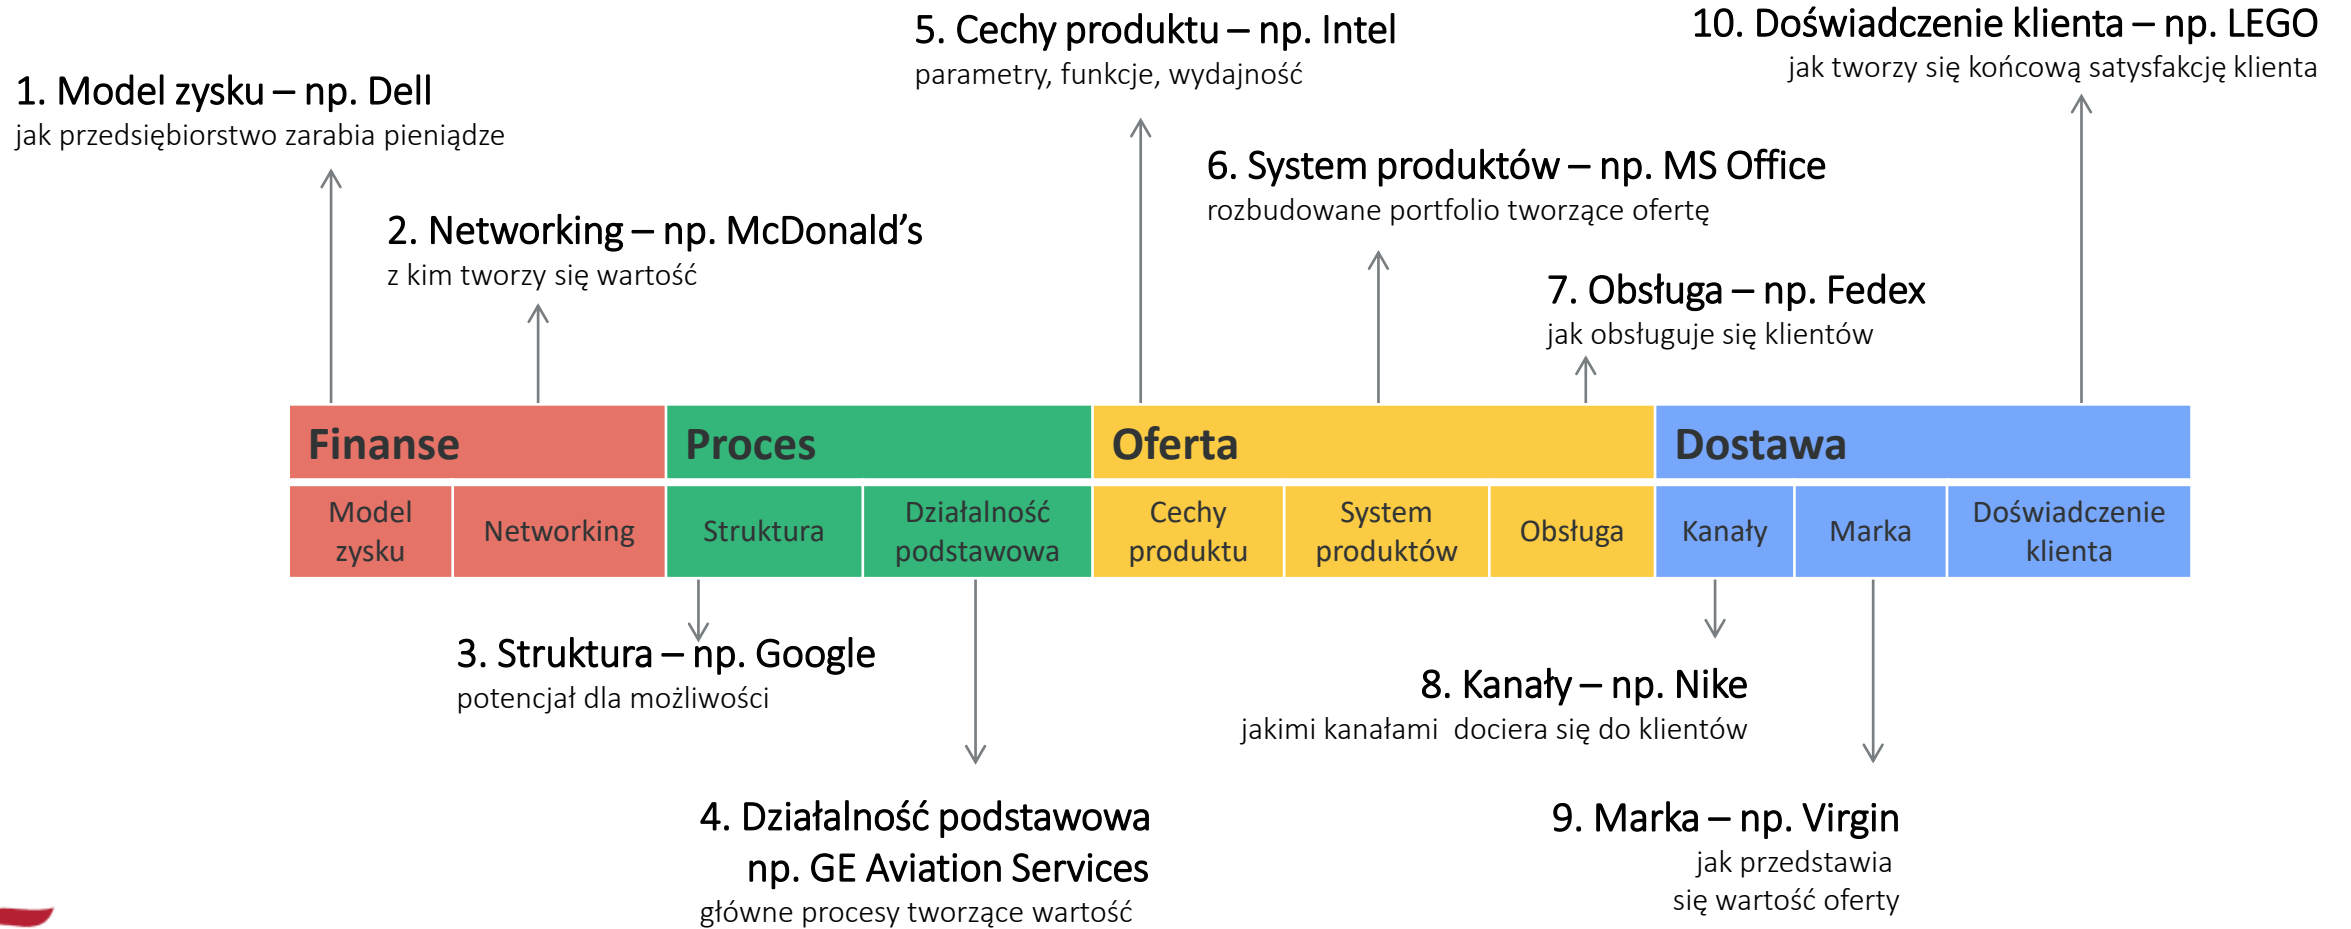 1. Model zysku – np. Dell
jak przedsiębiorstwo zarabia pieniądze
2. Networking – np. McDonald’s
z kim tworzy się wartość
5. Cechy produktu – np. Intel
parametry, funkcje, wydajność
6. System produktów – np. MS Office
rozbudowane portfolio tworzące ofertę
7. Obsługa – np. Fedex
jak obsługuje się klientów
10. Doświadczenie klienta – np. LEGO
jak tworzy się końcową satysfakcję klienta
Finanse
Proces
Oferta
Dostawa
Model
zysku
Networking
Struktura
Działalność
podstawowa
Cechy
produktu
System
produktów
Obsługa
Kanały
Marka
Doświadczenie
klienta
3. Struktura – np. Google
potencjał dla możliwości
4. Działalność podstawowa
np. GE Aviation Services
główne procesy tworzące wartość
8. Kanały – np. Nike
jakimi kanałami  dociera się do klientów
9. Marka – np. Virgin
jak przedstawia
się wartość oferty